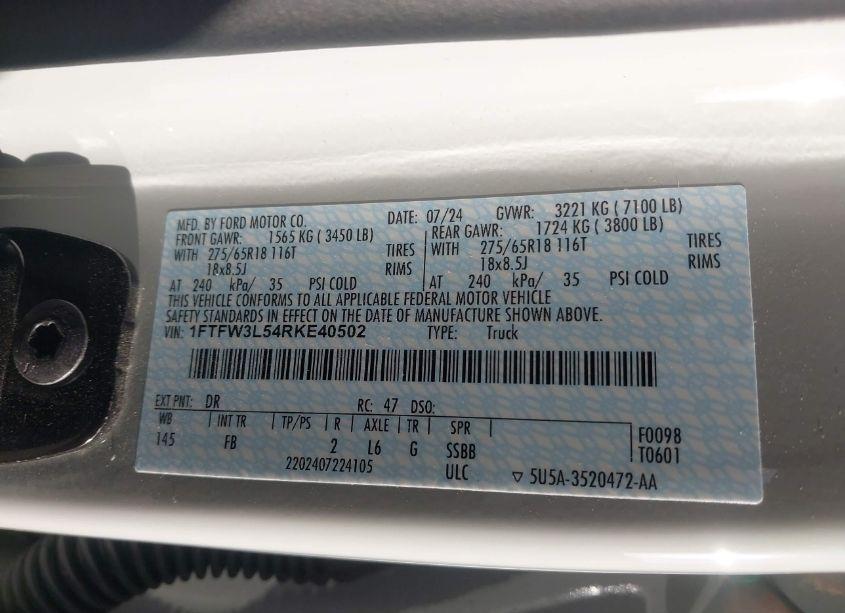 MFD. BY FORD MOTOR CO. DATE: 07/24 GVWR: 3221 KG ( 7100 LB)
FRONT GAWR: 1565 KG ( 3450 LB) REAR GAWR: 1724 KG ( 3800 LB)
WITH 275/65R18 116T TIRES WITH 275/65R18 116T TIRES
18x8.5J RIMS 18x8.5J RIMS
AT 240 kPa/ 35 PSI COLD AT 240 kPa/ 35 PSI COLD
THIS VEHICLE CONFORMS TO ALL APPLICABLE FEDERAL MOTOR VEHICLE
SAFETY STANDARDS IN EFFECT ON THE DATE OF MANUFACTURE SHOWN ABOVE.
VIN: 1FTFW3L54RKE40502 TYPE: Truck
EXT PNT: DR RC: 47 DSO:
WB INT TR TP/PS R AXLE TR SPR F0098
145 FB 2 L6 G SSBB T0601
2202407224105 ULC ▽ 5U5A-3520472-AA